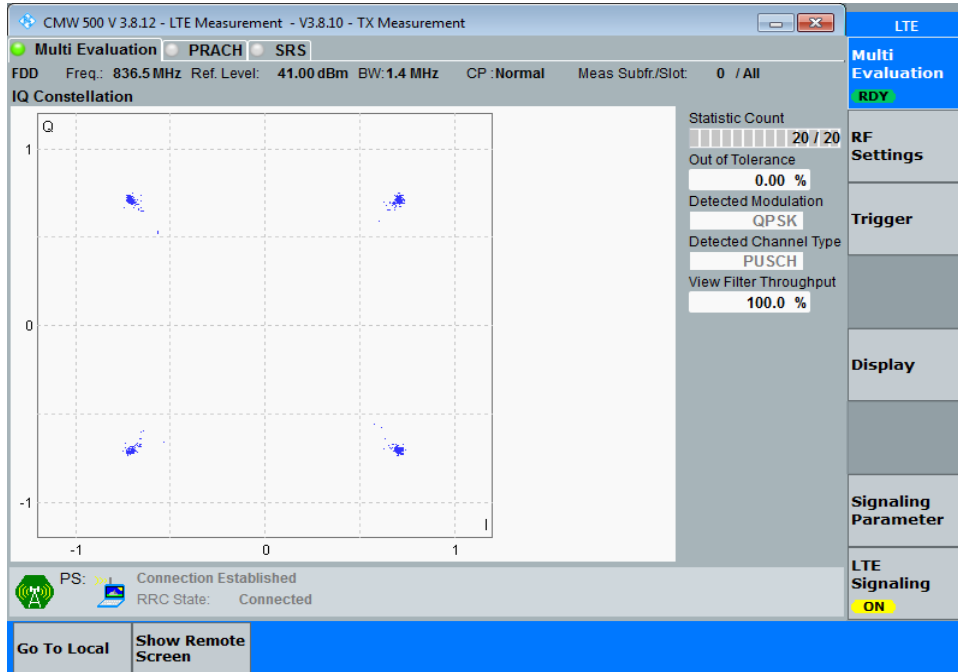 CMW 500 V 3.8.12 - LTE Measurement - V3.8.10 - TX Measurement
LTE
Multi Evaluation PRACH SRS
FDD Freq.: 836.5 MHz Ref. Level: 41.00 dBm BW: 1.4 MHz CP : Normal Meas Subfr./Slot: 0 / All
IQ Constellation
Q
1
0
-1
I
-1 0 1
Statistic Count
20 / 20
Out of Tolerance
0.00 %
Detected Modulation
QPSK
Detected Channel Type
PUSCH
View Filter Throughput
100.0 %
Multi
Evaluation
RDY
RF
Settings
Trigger
Display
Signaling
Parameter
LTE
Signaling
ON
PS: Connection Established
RRC State: Connected
Go To Local
Show Remote
Screen